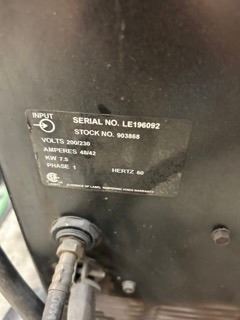 INPUT
SERIAL NO. LE196092
STOCK NO. 903868
VOLTS 200/230
AMPERES 48/42
KW 7.5
PHASE 1 HERTZ 60